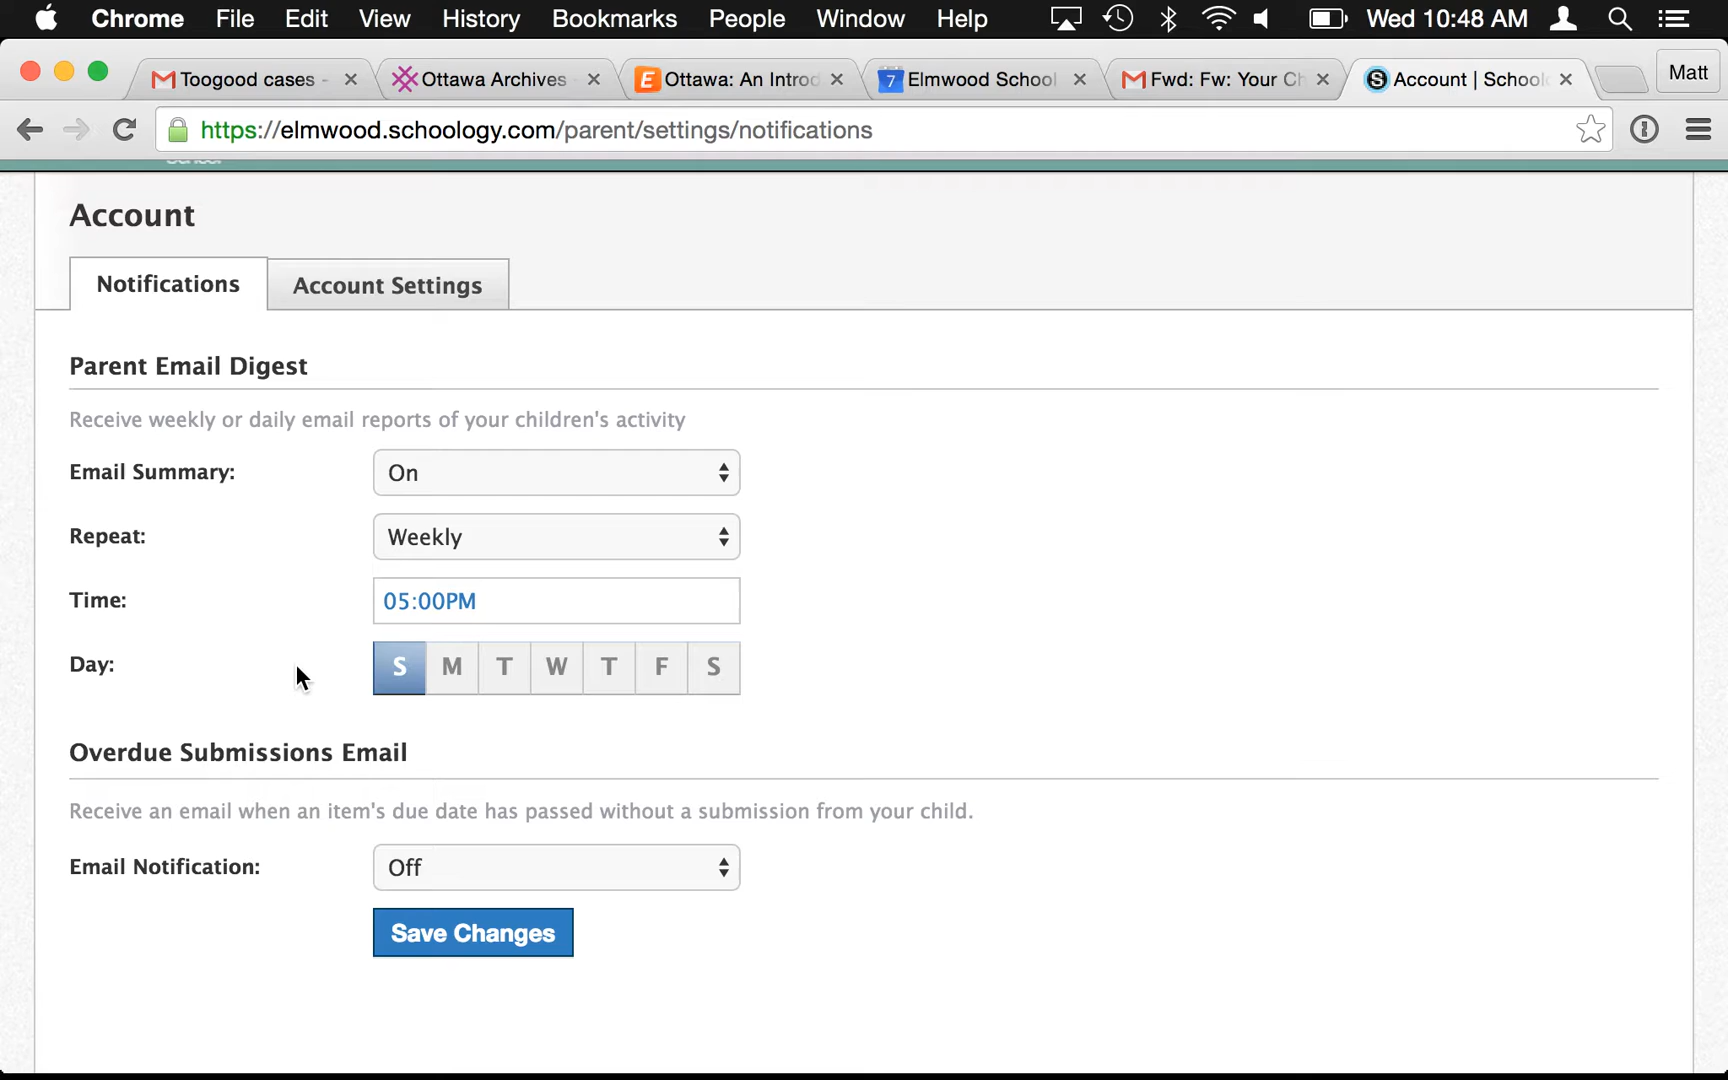 Chrome File Edit View History Bookmarks People Window Help Wed 10:48 AM
Toogood cases - Ottawa Archives Ottawa: An Introd 7 Elmwood School Fwd: Fw: Your Ch Account | Schoolo Matt
https://elmwood.schoology.com/parent/settings/notifications
Account
Notifications Account Settings
Parent Email Digest
Receive weekly or daily email reports of your children's activity
Email Summary: On
Repeat: Weekly
Time: 05:00PM
Day: S M T W T F S
Overdue Submissions Email
Receive an email when an item's due date has passed without a submission from your child.
Email Notification: Off
Save Changes